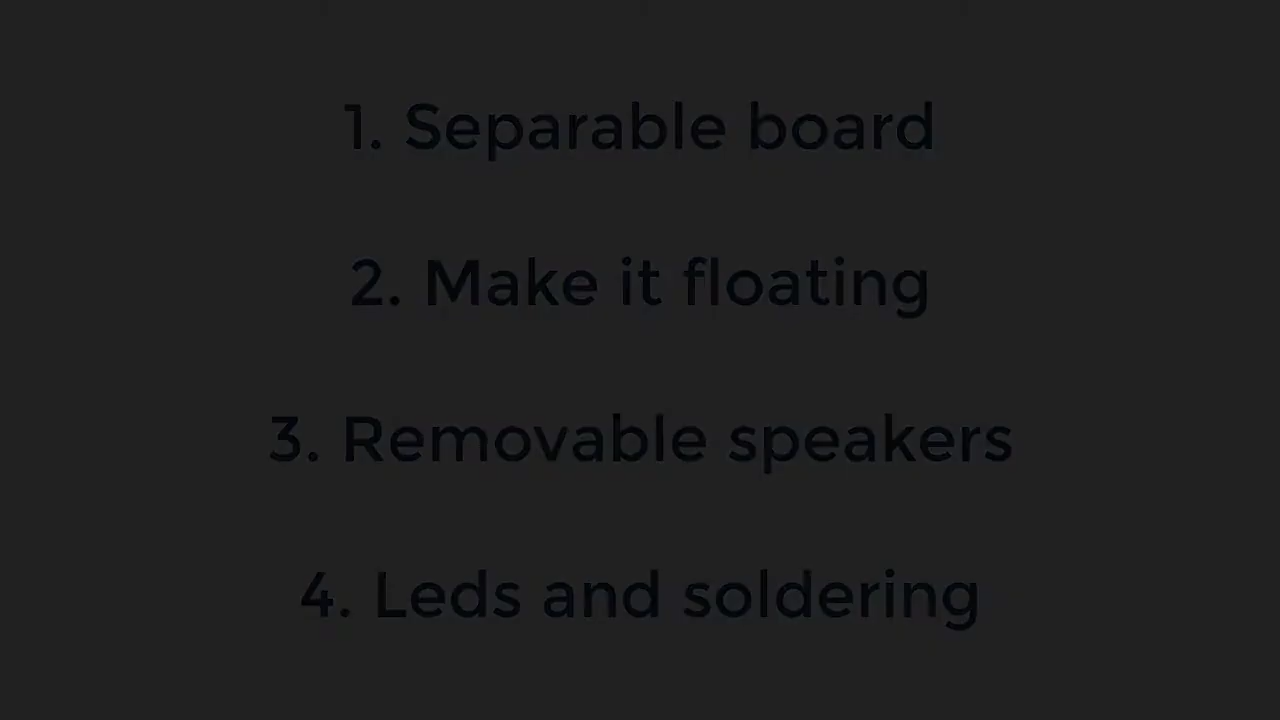 1. Separable board
2. Make it floating
3. Removable speakers
4. Leds and soldering